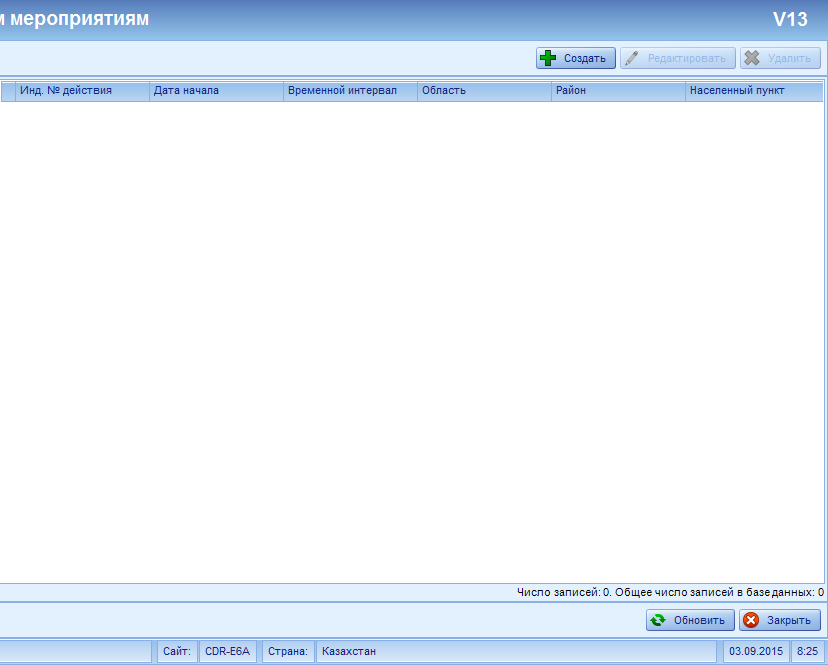 м мероприятиям V13
Создать Редактировать Удалить
Инд. № действия Дата начала Временной интервал Область Район Населенный пункт
Число записей: 0. Общее число записей в базе данных: 0
Обновить Закрыть
Сайт: CDR-E6A Страна: Казахстан 03.09.2015 8:25